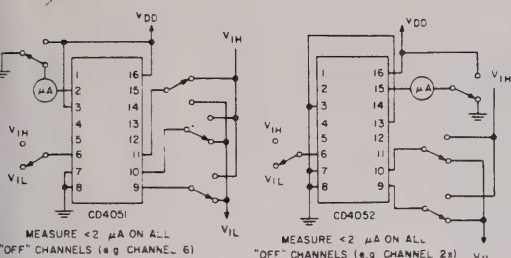 VDD
VIH
μA
1
2
3
4
5
6
7
8
16
15
14
13
12
11
10
9
VIH
VIL
CD4051
VIL
MEASURE <2 μA ON ALL
"OFF" CHANNELS (e g CHANNEL 6)
VDD
VIH
μA
1
2
3
4
5
6
7
8
16
15
14
13
12
11
10
9
VIH
VIL
CD4052
VIL
MEASURE <2 μA ON ALL
"OFF" CHANNELS (e g CHANNEL 2x)